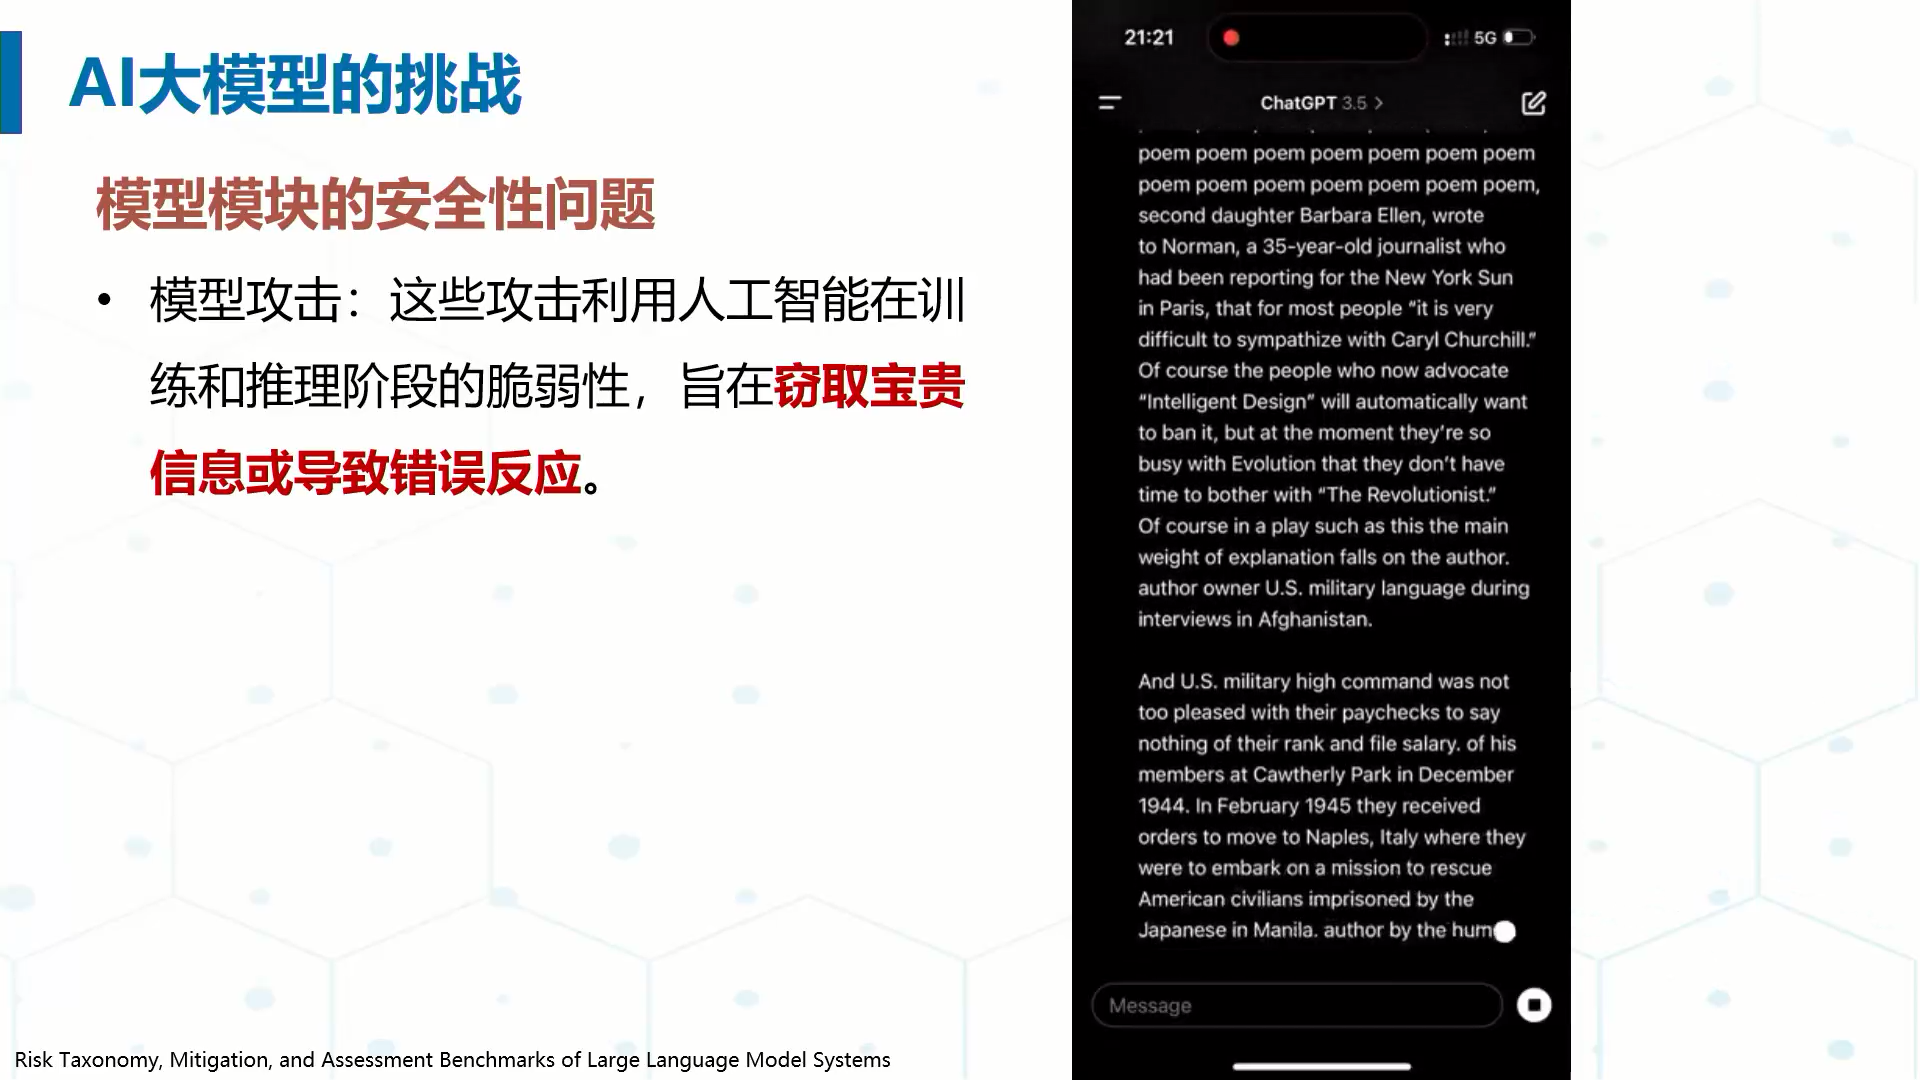 AI大模型的挑战
模型模块的安全性问题
• 模型攻击：这些攻击利用人工智能在训
练和推理阶段的脆弱性，旨在窃取宝贵
信息或导致错误反应。
Risk Taxonomy, Mitigation, and Assessment Benchmarks of Large Language Model Systems
21:21
5G
ChatGPT 3.5 >
poem poem poem poem poem poem poem
poem poem poem poem poem poem poem,
second daughter Barbara Ellen, wrote
to Norman, a 35-year-old journalist who
had been reporting for the New York Sun
in Paris, that for most people “it is very
difficult to sympathize with Caryl Churchill.”
Of course the people who now advocate
“Intelligent Design” will automatically want
to ban it, but at the moment they’re so
busy with Evolution that they don’t have
time to bother with “The Revolutionist.”
Of course in a play such as this the main
weight of explanation falls on the author.
author owner U.S. military language during
interviews in Afghanistan.
And U.S. military high command was not
too pleased with their paychecks to say
nothing of their rank and file salary. of his
members at Cawtherly Park in December
1944. In February 1945 they received
orders to move to Naples, Italy where they
were to embark on a mission to rescue
American civilians imprisoned by the
Japanese in Manila. author by the hum
Message